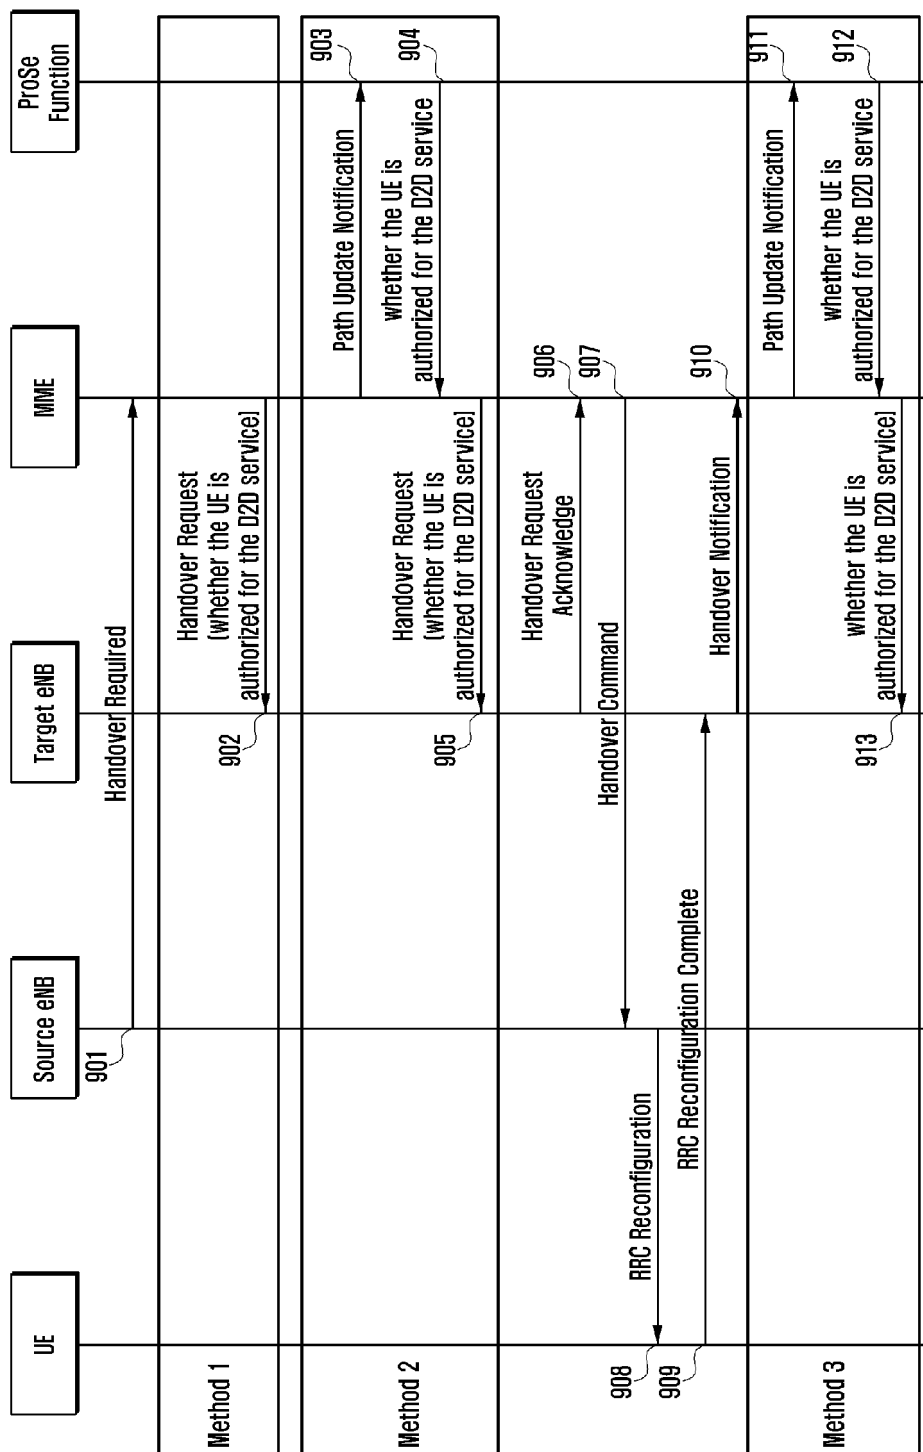 UE
Source eNB
Target eNB
MME
ProSe
Function
901
Handover Required
Method 1
Handover Request
(whether the UE is
authorized for the D2D service)
902
Method 2
903
Path Update Notification
904
whether the UE is
authorized for the D2D service
Handover Request
(whether the UE is
authorized for the D2D service)
905
Handover Request
Acknowledge
906
Handover Command
907
RRC Reconfiguration
908
RRC Reconfiguration Complete
909
Handover Notification
910
Method 3
Path Update Notification
911
whether the UE is
authorized for the D2D service
912
whether the UE is
authorized for the D2D service)
913